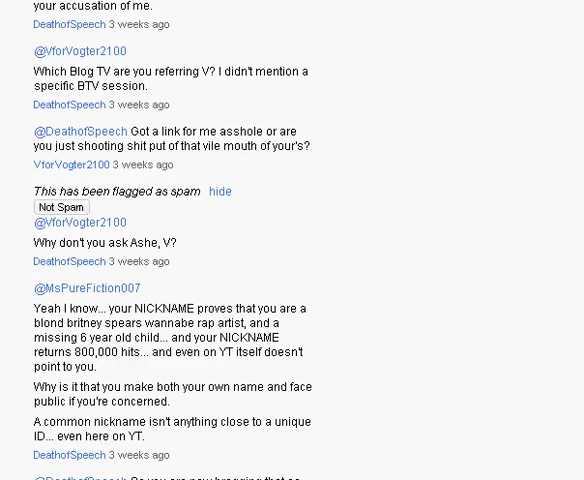 your accusation of me.
DeathofSpeech 3 weeks ago
@VforVogter2100
Which Blog TV are you referring V? I didn't mention a
specific BTV session.
DeathofSpeech 3 weeks ago
@DeathofSpeech Got a link for me asshole or are
you just shooting shit put of that vile mouth of your's?
VforVogter2100 3 weeks ago
This has been flagged as spam hide
Not Spam
@VforVogter2100
Why don't you ask Ashe, V?
DeathofSpeech 3 weeks ago
@MsPureFiction007
Yeah I know... your NICKNAME proves that you are a
blond britney spears wannabe rap artist, and a
missing 6 year old child... and your NICKNAME
returns 800,000 hits... and even on YT itself doesn't
point to you.
Why is it that you make both your own name and face
public if you're concerned.
A common nickname isn't anything close to a unique
ID... even here on YT.
DeathofSpeech 3 weeks ago
@DeathofSpeech So you are now bragging that